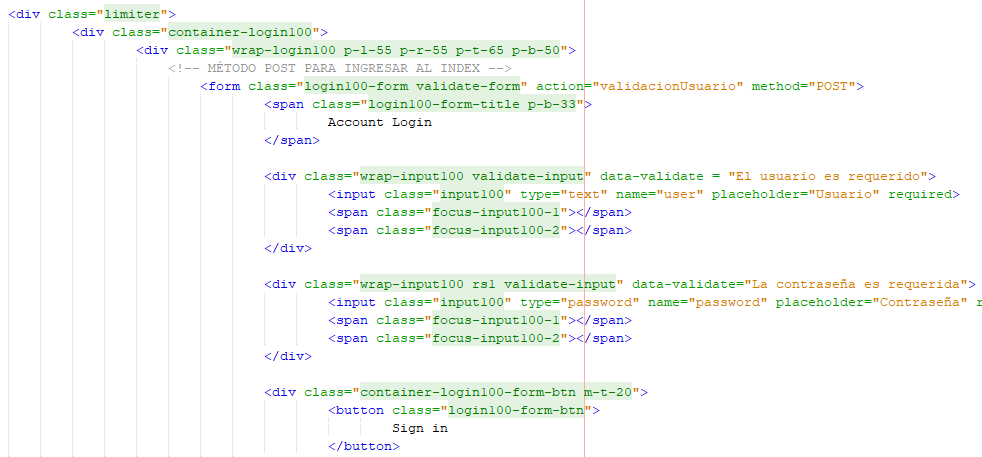 <div class="limiter">
<div class="container-login100">
<div class="wrap-login100 p-l-55 p-r-55 p-t-65 p-b-50">
<!-- MÉTODO POST PARA INGRESAR AL INDEX -->
<form class="login100-form validate-form" action="validacionUsuario" method="POST">
<span class="login100-form-title p-b-33">
Account Login
</span>
<div class="wrap-input100 validate-input" data-validate = "El usuario es requerido">
<input class="input100" type="text" name="user" placeholder="Usuario" required>
<span class="focus-input100-1"></span>
<span class="focus-input100-2"></span>
</div>
<div class="wrap-input100 rs1 validate-input" data-validate="La contraseña es requerida">
<input class="input100" type="password" name="password" placeholder="Contraseña" r
<span class="focus-input100-1"></span>
<span class="focus-input100-2"></span>
</div>
<div class="container-login100-form-btn m-t-20">
<button class="login100-form-btn">
Sign in
</button>